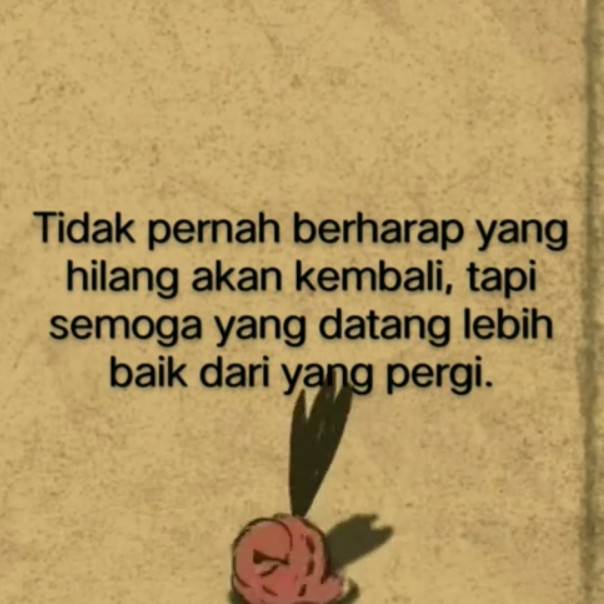 Tidak pernah berharap yang
hilang akan kembali, tapi
semoga yang datang lebih
baik dari yang pergi.